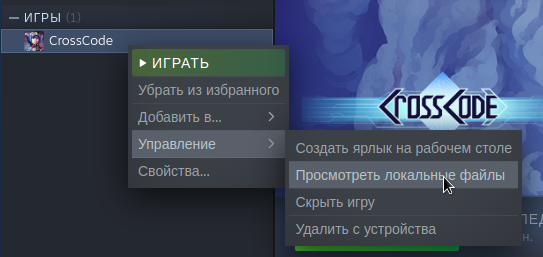 ИГРЫ (1)
CrossCode
ИГРАТЬ
Убрать из избранного
Добавить в...
Управление
Свойства...
CROSSCODE
Создать ярлык на рабочем столе
Просмотреть локальные файлы
Скрыть игру
Удалить с устройства